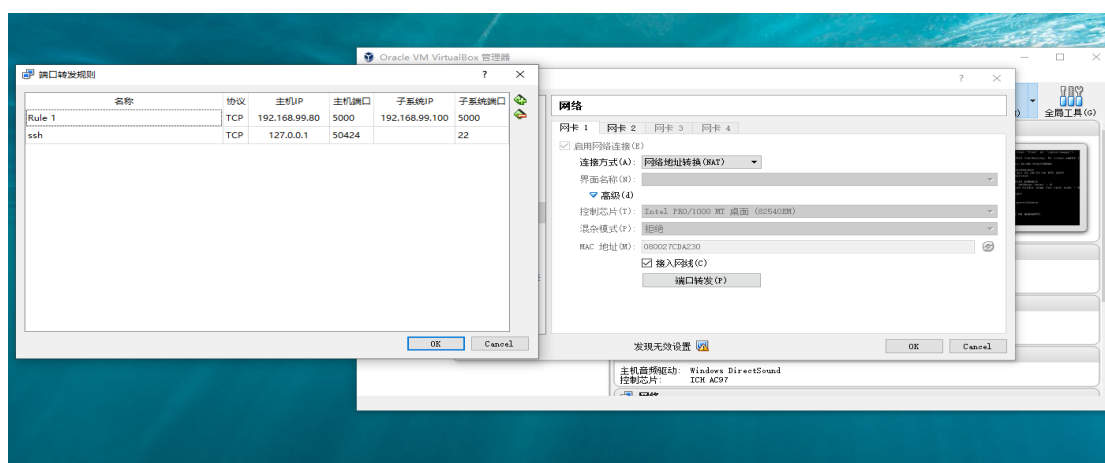 Oracle VM VirtualBox 管理器
端口转发规则
?
名称 协议 主机IP 主机端口 子系统IP 子系统端口
Rule 1 TCP 192.168.99.80 5000 192.168.99.100 5000
ssh TCP 127.0.0.1 50424 22
OK Cancel
?
全局工具(G)
网络
网卡 1 网卡 2 网卡 3 网卡 4
启用网络连接(E)
连接方式(A): 网络地址转换(NAT)
界面名称(N):
高级(d)
控制芯片(T): Intel PRO/1000 MT 桌面 (82540EM)
混杂模式(P): 拒绝
MAC 地址(M): 080027CDA230
接入网线(C)
端口转发(P)
发现无效设置
OK Cancel
主机音频驱动: Windows DirectSound
控制芯片: ICH AC97
网络